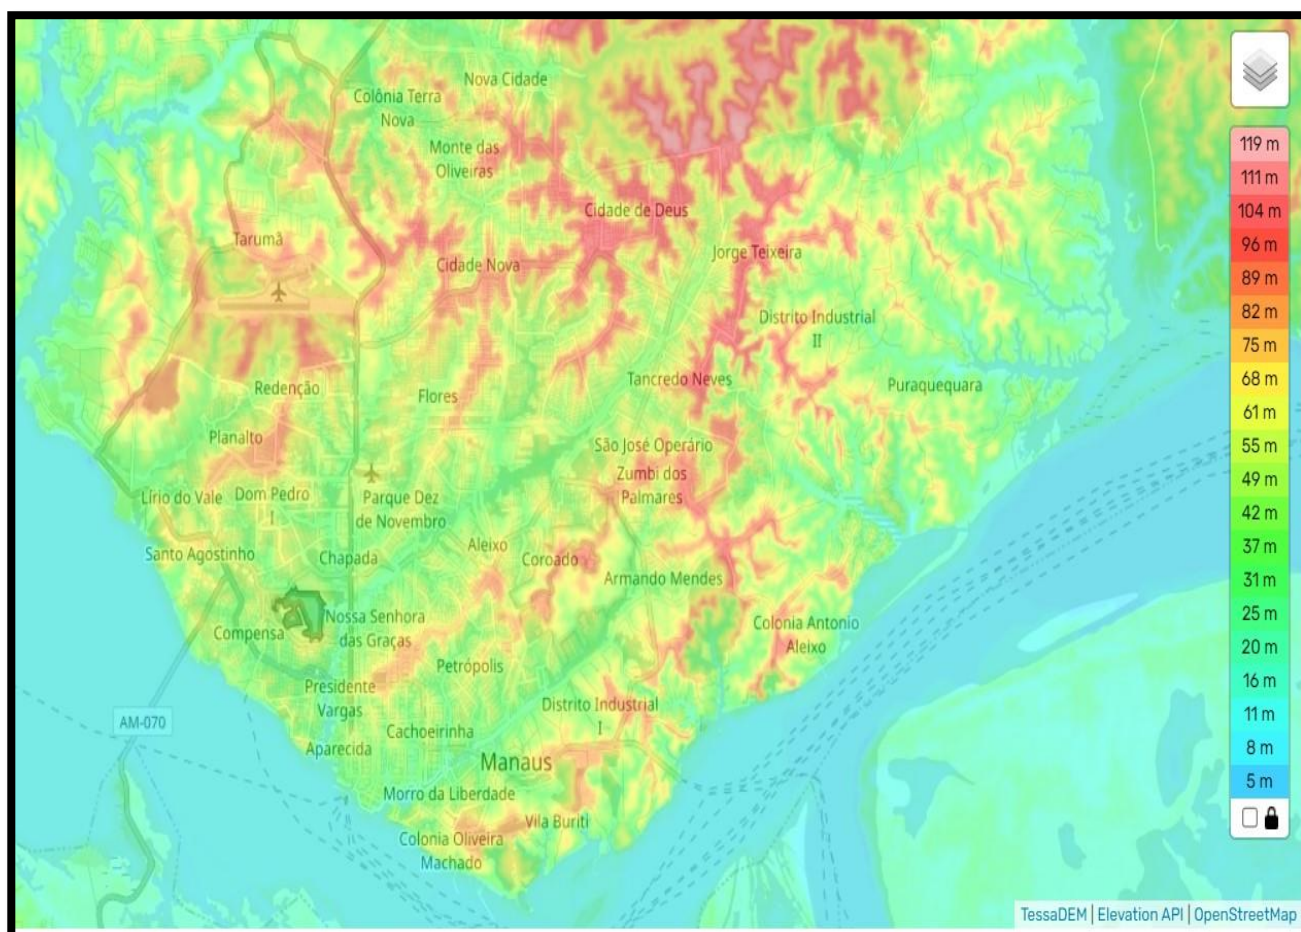 Nova Cidade
Colônia Terra
Nova
Monte das
Oliveiras
Cidade de Deus
Tarumã
Cidade Nova
Jorge Teixeira
Distrito Industrial
II
Redenção
Flores
Tancredo Neves
Puraquequara
Planalto
São José Operário
Zumbi dos
Palmares
Lírio do Vale
Dom Pedro
I
Parque Dez
de Novembro
Santo Agostinho
Chapada
Aleixo
Coroado
Armando Mendes
Compensa
Nossa Senhora
das Graças
Colonia Antonio
Aleixo
Petrópolis
Presidente
Vargas
Distrito Industrial
I
AM-070
Cachoeirinha
Aparecida
Manaus
Morro da Liberdade
Vila Buriti
Colonia Oliveira
Machado
119 m
111 m
104 m
96 m
89 m
82 m
75 m
68 m
61 m
55 m
49 m
42 m
37 m
31 m
25 m
20 m
16 m
11 m
8 m
5 m
TessaDEM | Elevation API | OpenStreetMap